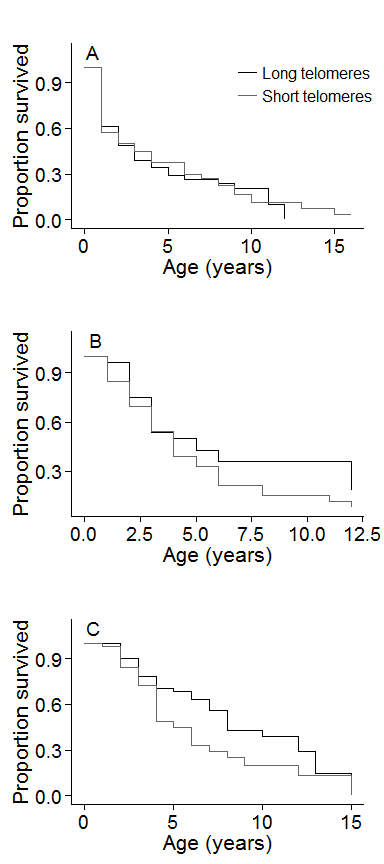 A
Long telomeres
Short telomeres
Proportion survived
0.9
0.6
0.3
0.0
0 5 10 15
Age (years)
B
Proportion survived
0.9
0.6
0.3
0.0 2.5 5.0 7.5 10.0 12.5
Age (years)
C
Proportion survived
0.9
0.6
0.3
0.0
0 5 10 15
Age (years)